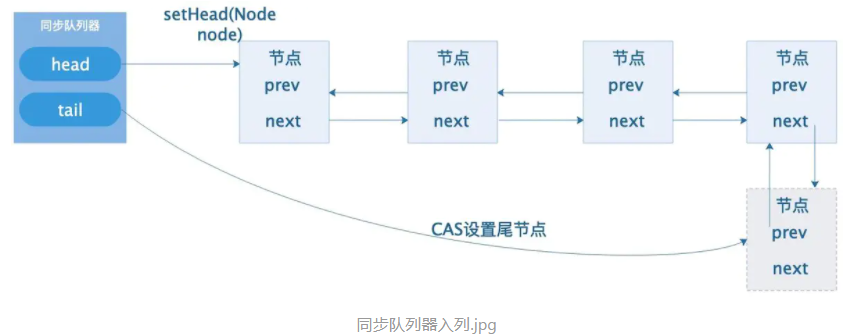 同步队列器
head
tail
setHead(Node
node)
节点
prev
next
节点
prev
next
节点
prev
next
节点
prev
next
节点
prev
next
CAS设置尾节点
同步队列器入列.jpg